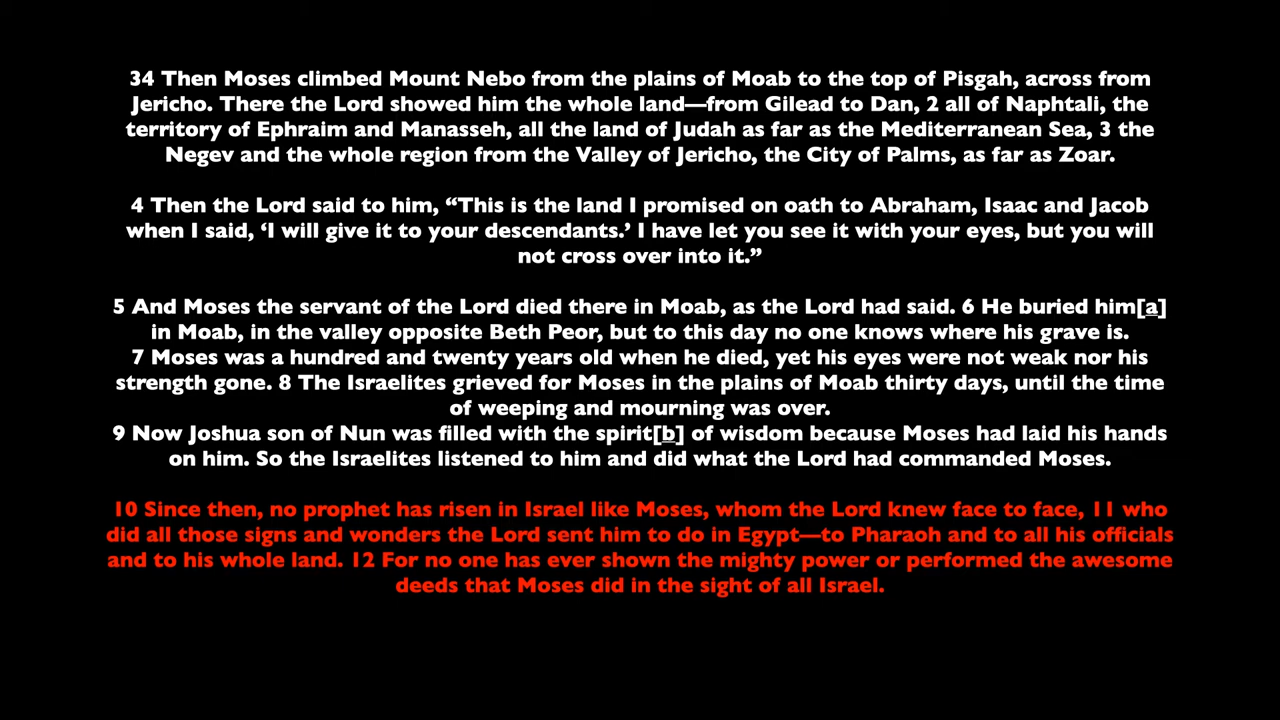 34 Then Moses climbed Mount Nebo from the plains of Moab to the top of Pisgah, across from
Jericho. There the Lord showed him the whole land—from Gilead to Dan, 2 all of Naphtali, the
territory of Ephraim and Manasseh, all the land of Judah as far as the Mediterranean Sea, 3 the
Negev and the whole region from the Valley of Jericho, the City of Palms, as far as Zoar.
4 Then the Lord said to him, “This is the land I promised on oath to Abraham, Isaac and Jacob
when I said, ‘I will give it to your descendants.’ I have let you see it with your eyes, but you will
not cross over into it.”
5 And Moses the servant of the Lord died there in Moab, as the Lord had said. 6 He buried him[a]
in Moab, in the valley opposite Beth Peor, but to this day no one knows where his grave is.
7 Moses was a hundred and twenty years old when he died, yet his eyes were not weak nor his
strength gone. 8 The Israelites grieved for Moses in the plains of Moab thirty days, until the time
of weeping and mourning was over.
9 Now Joshua son of Nun was filled with the spirit[b] of wisdom because Moses had laid his hands
on him. So the Israelites listened to him and did what the Lord had commanded Moses.
10 Since then, no prophet has risen in Israel like Moses, whom the Lord knew face to face, 11 who
did all those signs and wonders the Lord sent him to do in Egypt—to Pharaoh and to all his officials
and to his whole land. 12 For no one has ever shown the mighty power or performed the awesome
deeds that Moses did in the sight of all Israel.